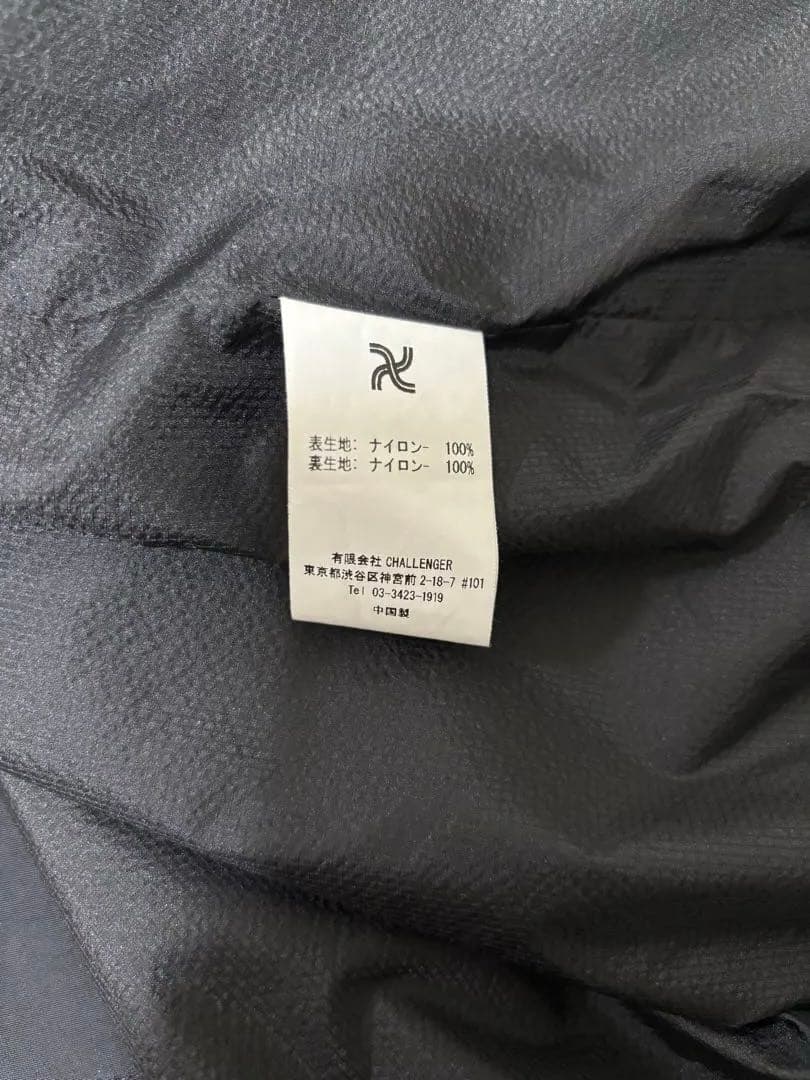 表生地: ナイロン- 100%
裏生地: ナイロン- 100%
有限会社 CHALLENGER
東京都渋谷区神宮前 2-18-7 #101
Tel 03-3423-1919
中国製